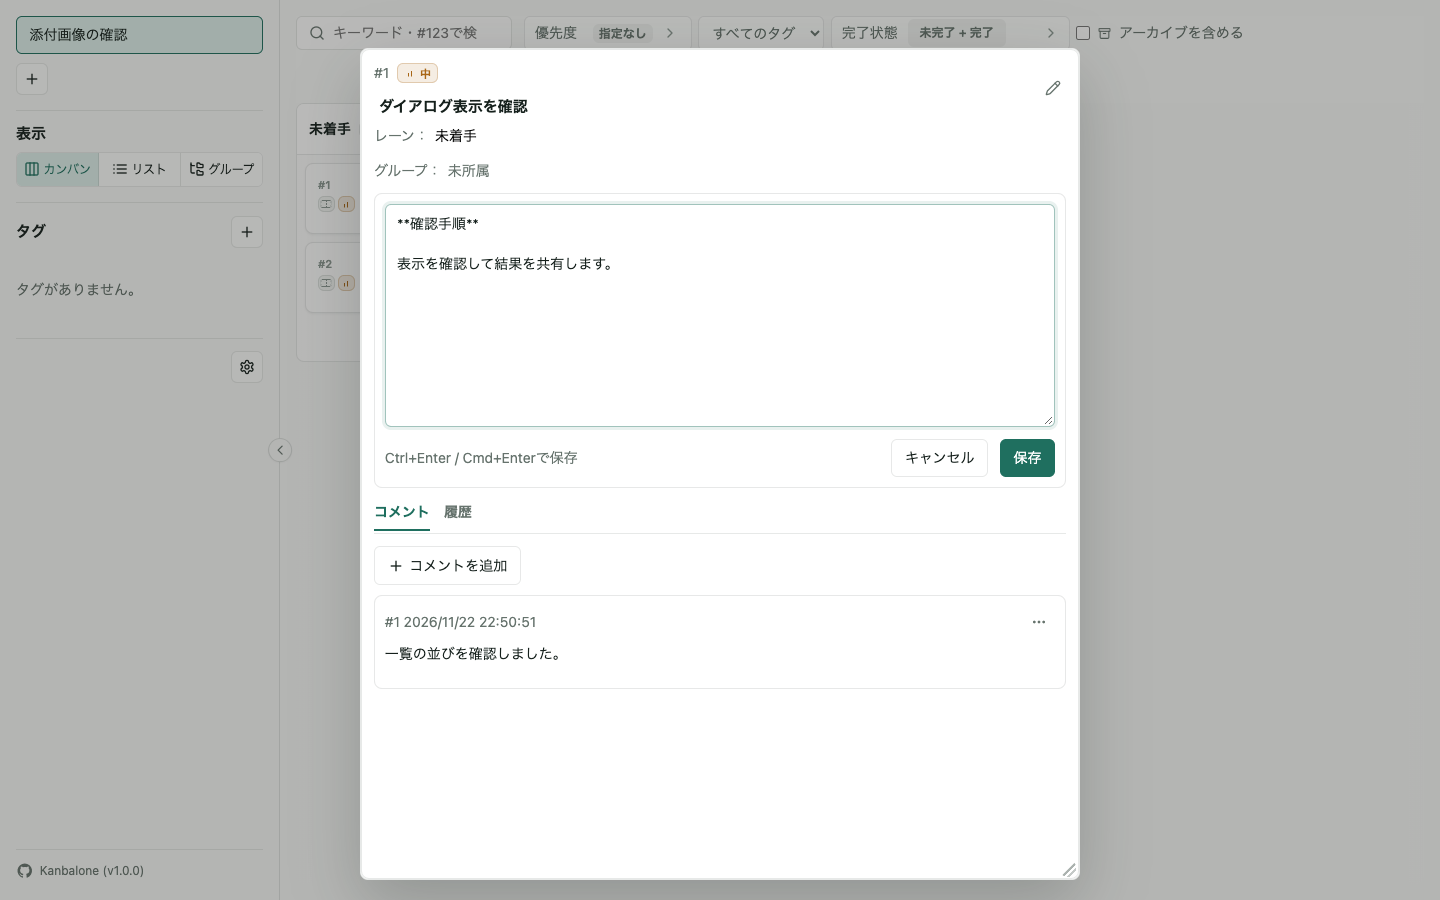 添付画像の確認
表示
カンバン
リスト
グループ
タグ
タグがありません。
Kanbalone (v1.0.0)
キーワード・#123で検
優先度 指定なし
すべてのタグ
完了状態 未完了 + 完了
アーカイブを含める
未着手
#1
#2
#1 中
ダイアログ表示を確認
レーン： 未着手
グループ： 未所属
**確認手順**
表示を確認して結果を共有します。
Ctrl+Enter / Cmd+Enterで保存
キャンセル
保存
コメント
履歴
コメントを追加
#1 2026/11/22 22:50:51
一覧の並びを確認しました。